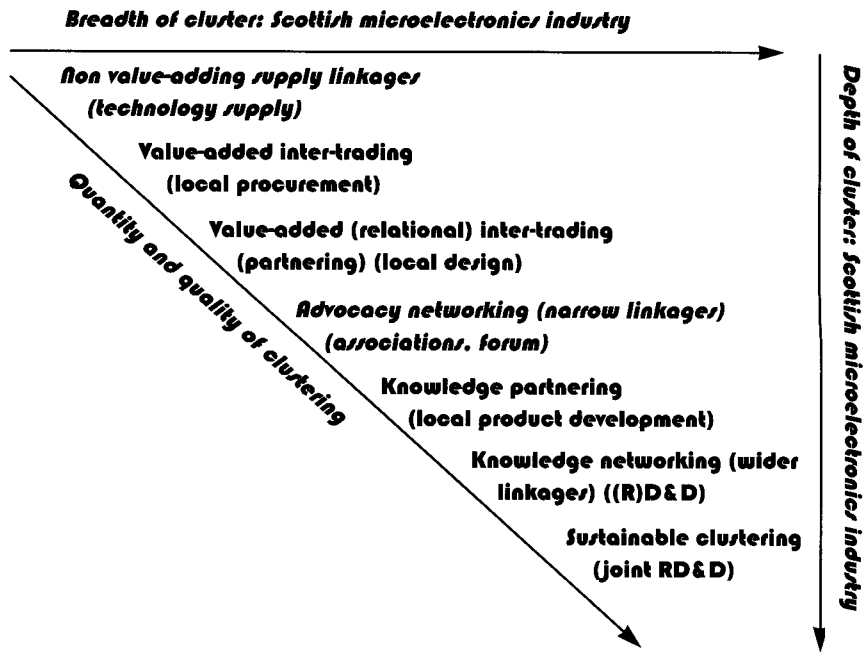 Breadth of cluster: Scottish microelectronics industry
Non value-adding supply linkages
(technology supply)
Value-added inter-trading
(local procurement)
Value-added (relational) inter-trading
(partnering) (local design)
Advocacy networking (narrow linkages)
(associations, forum)
Knowledge partnering
(local product development)
Knowledge networking (wider
linkages) ((R)D&D)
Sustainable clustering
(joint RD&D)
Quantity and quality of clustering
Depth of cluster: Scottish microelectronics industry